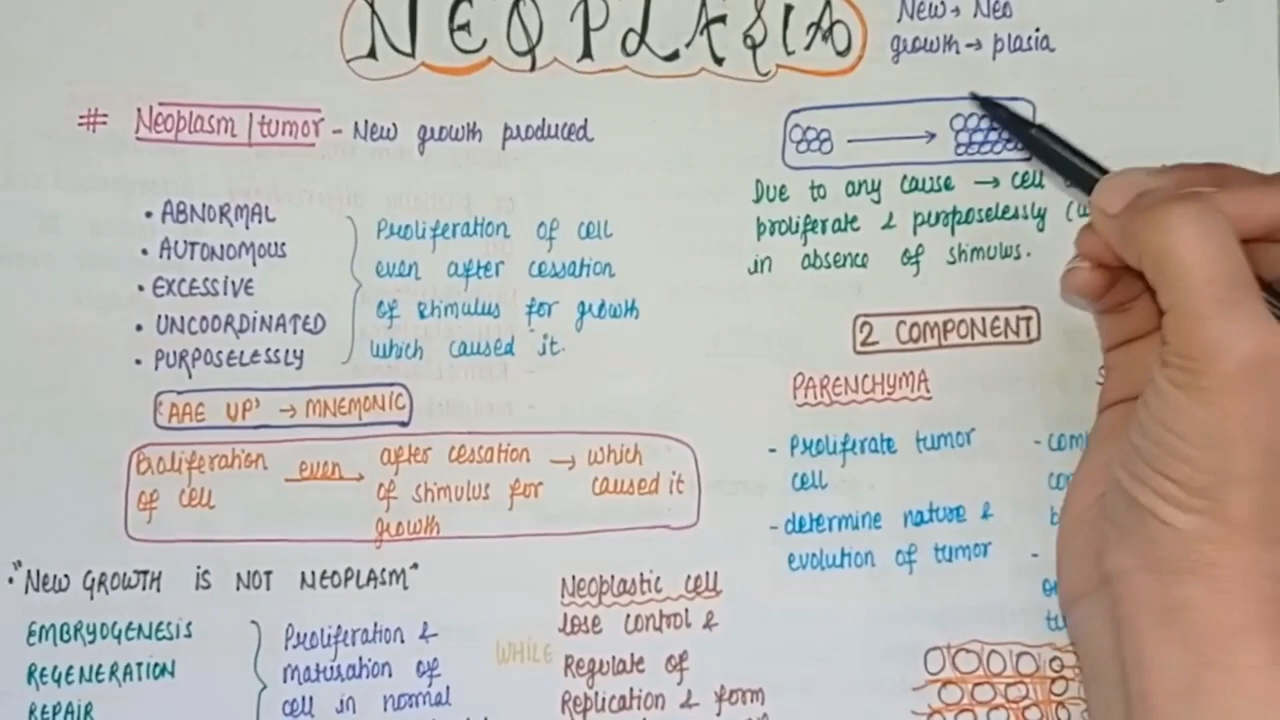 NEOPLASIA
New → Neo
growth → plasia
# Neoplasm / tumor - New growth produced
• ABNORMAL
• AUTONOMOUS
• EXCESSIVE
• UNCOORDINATED
• PURPOSELESSLY
Proliferation of cell
even after cessation
of stimulus for growth
which caused it.
'AAE UP' → MNEMONIC
Proliferation of cell
even →
after cessation of stimulus for growth
→ which caused it
Due to any cause → cell
proliferate & purposelessly
in absence of stimulus.
2 COMPONENT
PARENCHYMA
- Proliferate tumor
cell
- determine nature &
evolution of tumor
•"NEW GROWTH IS NOT NEOPLASM"
EMBRYOGENESIS
REGENERATION
REPAIR
Proliferation &
maturation of
cell in normal
WHILE
Neoplastic cell
lose control &
Regulate of
Replication & form